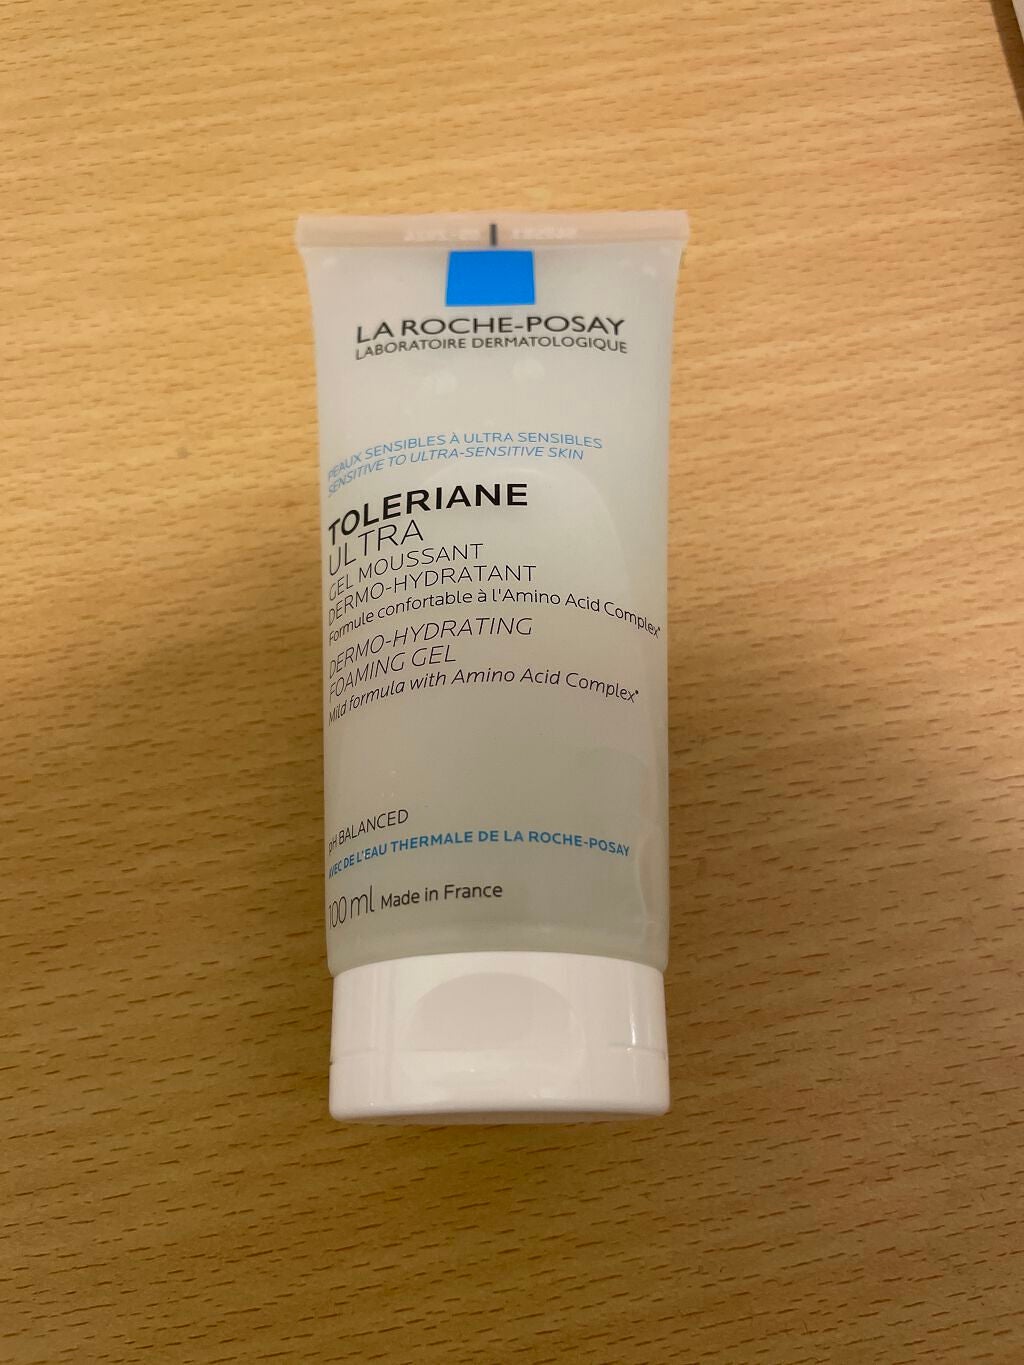 LA ROCHE-POSAY
LABORATOIRE DERMATOLOGIQUE
PEAUX SENSIBLES À ULTRA SENSIBLES
SENSITIVE TO ULTRA-SENSITIVE SKIN
TOLERIANE
ULTRA
GEL MOUSSANT
DERMO-HYDRATANT
Formule confortable à l'Amino Acid Complex*
DERMO-HYDRATING
FOAMING GEL
Mild formula with Amino Acid Complex*
pH BALANCED
AVEC DE L'EAU THERMALE DE LA ROCHE-POSAY
100 ml Made in France